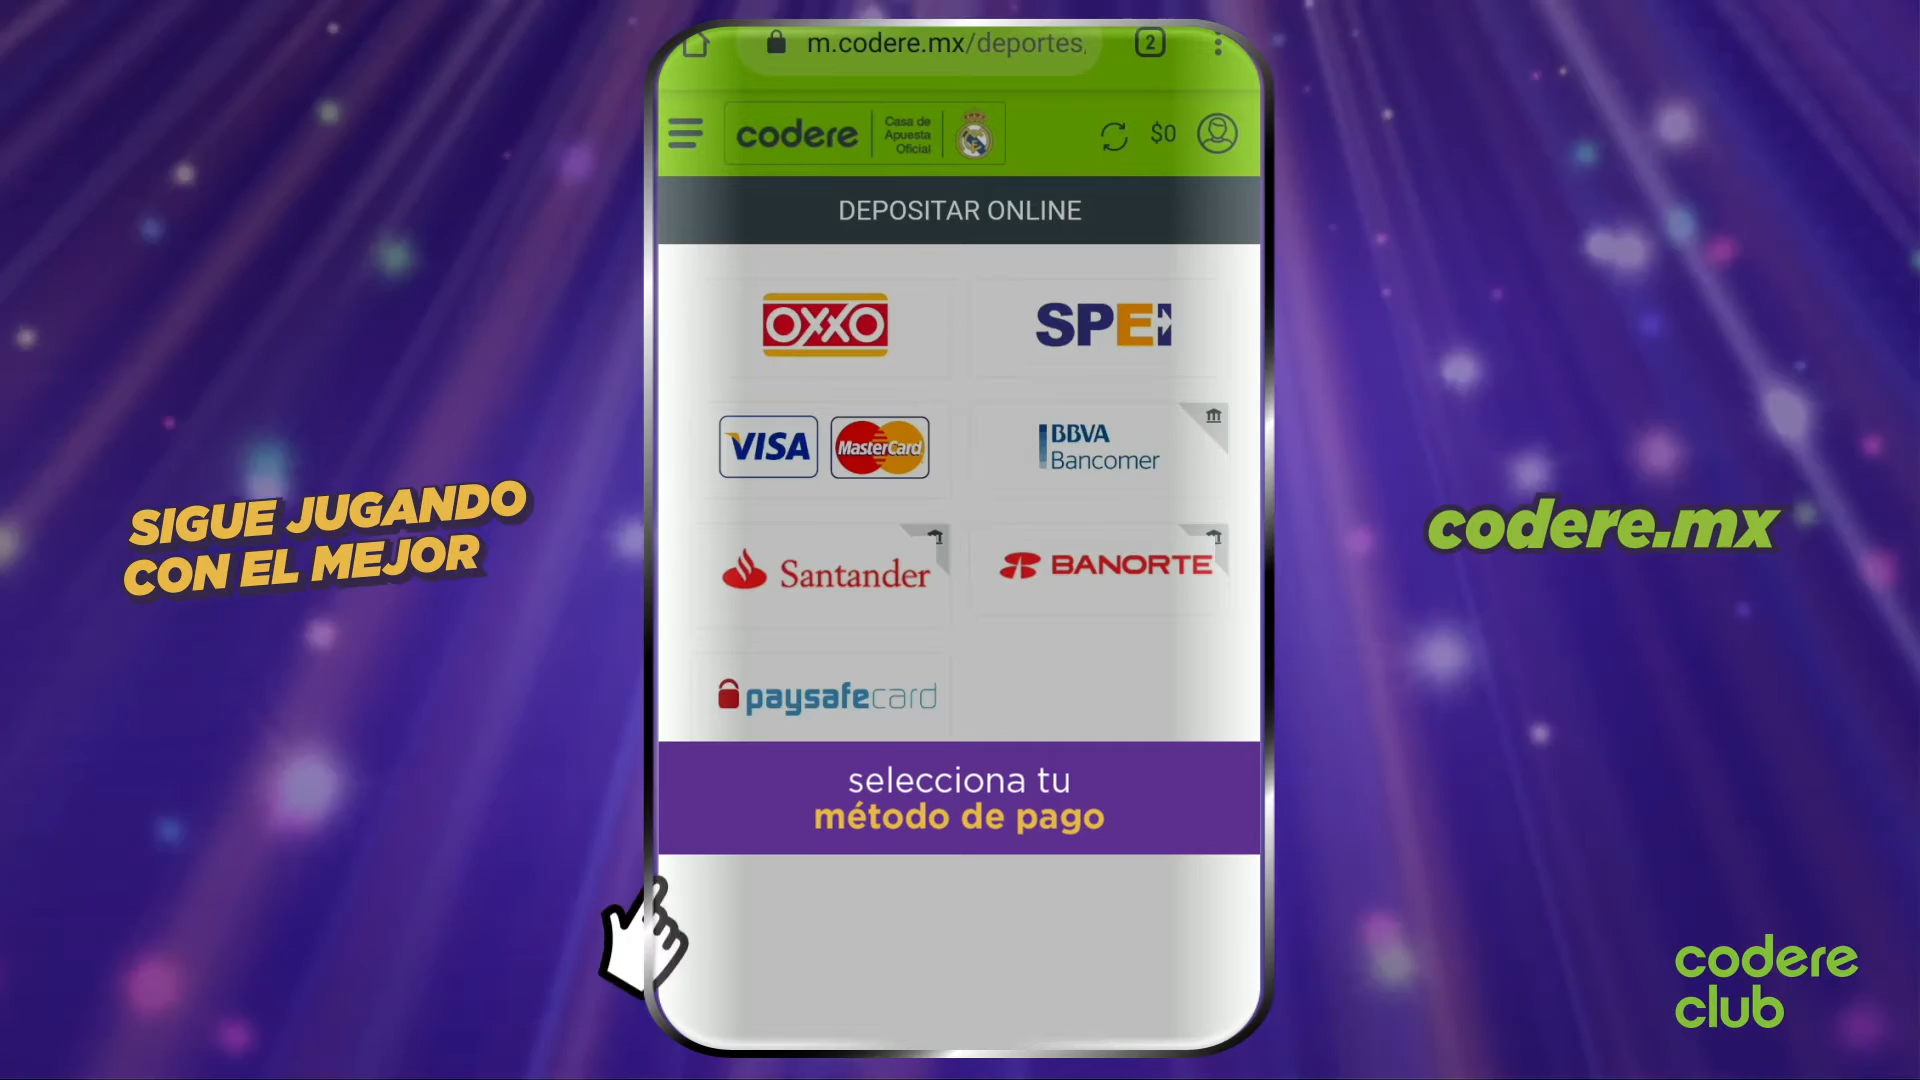 m.codere.mx/deportes
2
codere
Casa de
Apuesta
Oficial
$0
DEPOSITAR ONLINE
OXXO
SPEI
VISA
MasterCard
BBVA
Bancomer
Santander
BANORTE
paysafecard
selecciona tu
método de pago
SIGUE JUGANDO
CON EL MEJOR
codere.mx
codere
club